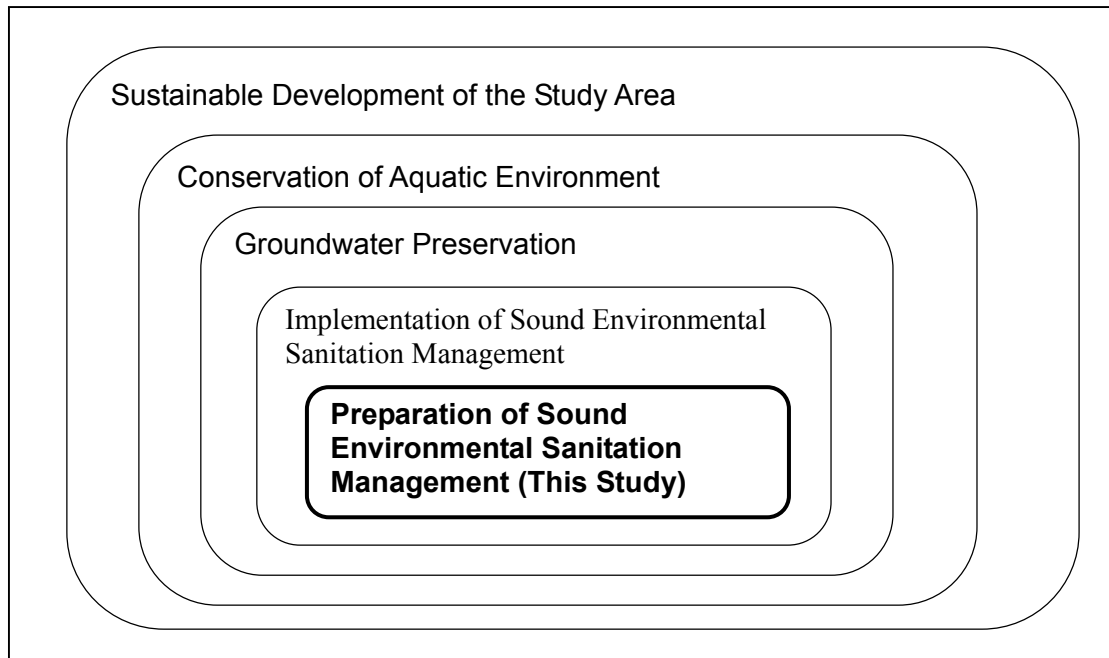 Sustainable Development of the Study Area
Conservation of Aquatic Environment
Groundwater Preservation
Implementation of Sound Environmental
Sanitation Management
Preparation of Sound
Environmental Sanitation
Management (This Study)